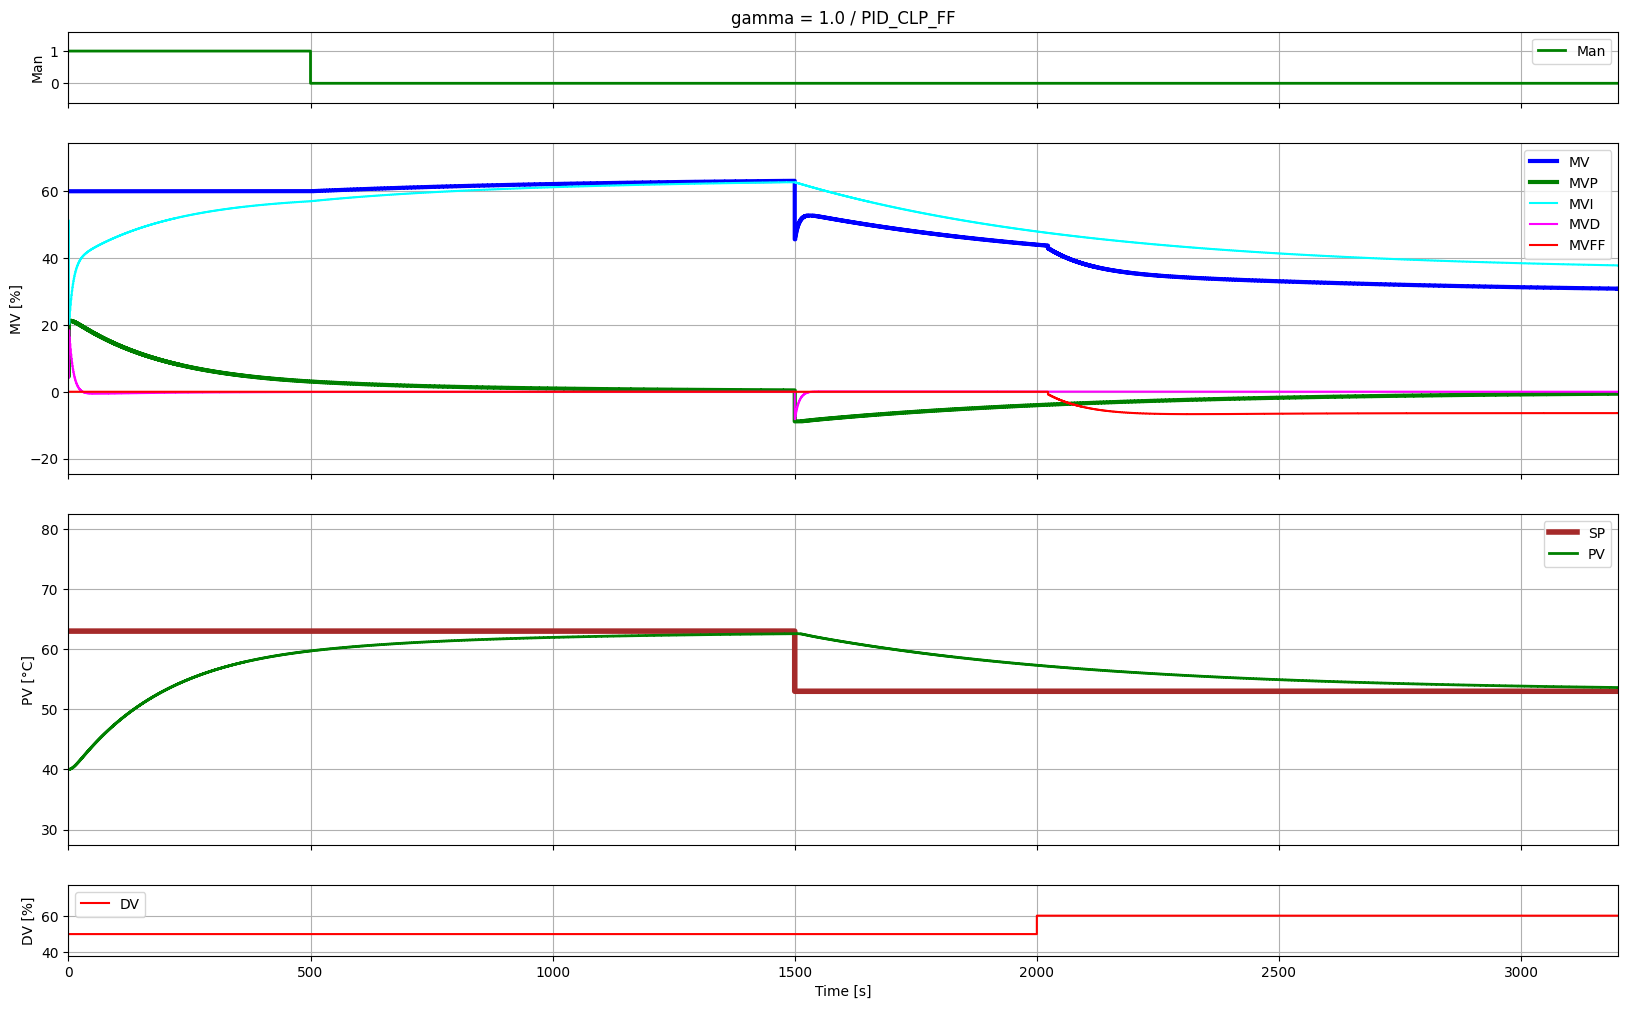 gamma = 1.0 / PID_CLP_FF
Man
1
0
Man
MV [%]
60
40
20
0
−20
MV
MVP
MVI
MVD
MVFF
PV [°C]
80
70
60
50
40
30
SP
PV
DV [%]
60
40
DV
0 500 1000 1500 2000 2500 3000
Time [s]